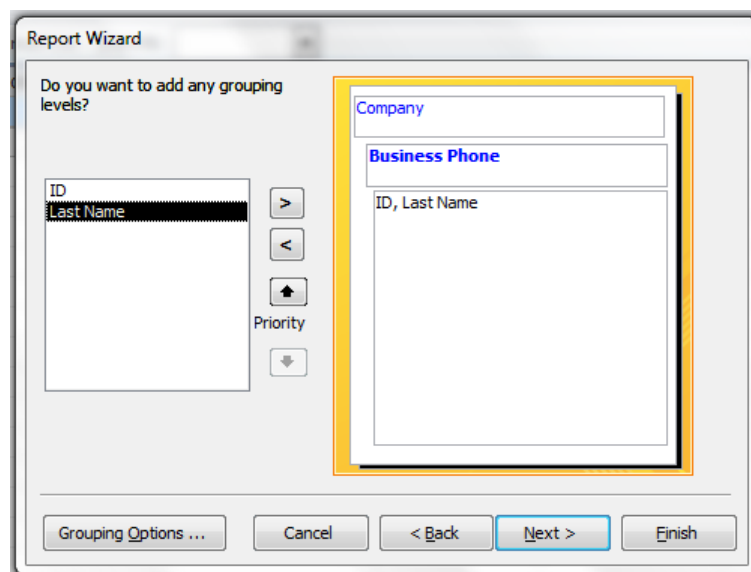 Report Wizard
Do you want to add any grouping
levels?
ID
Last Name
>
<
Priority
Company
Business Phone
ID, Last Name
Grouping Options ...
Cancel
< Back
Next >
Finish